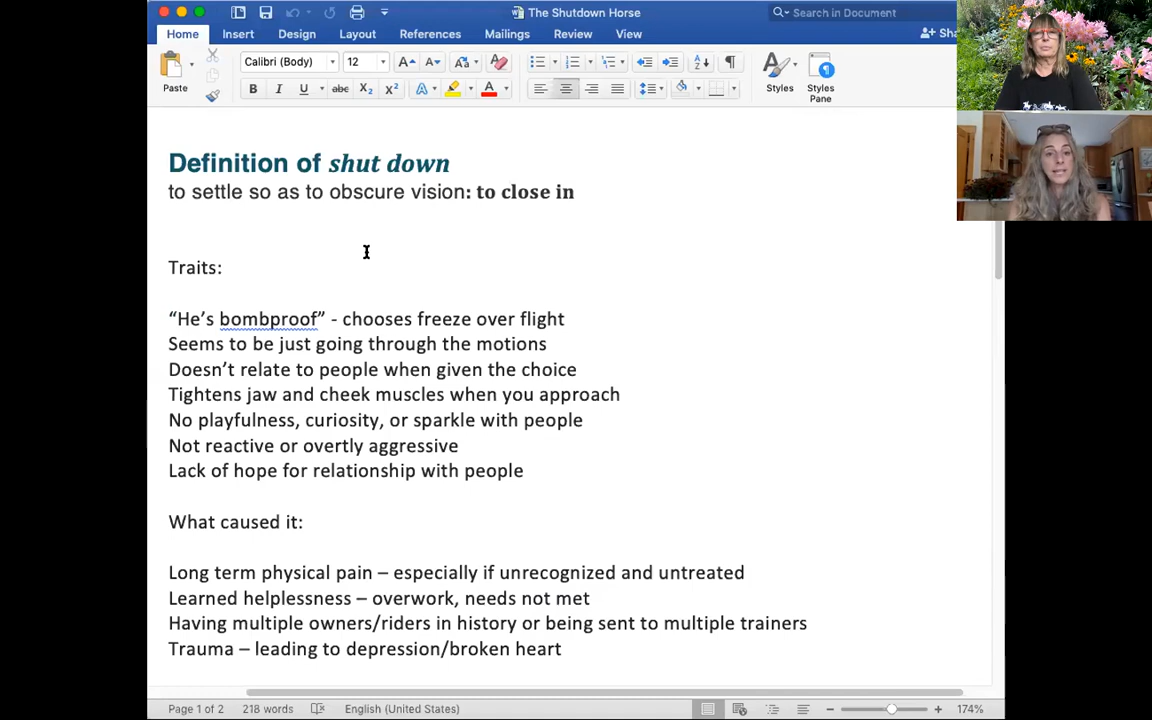 The Shutdown Horse
Search in Document
Home
Insert
Design
Layout
References
Mailings
Review
View
Sha
Paste
Calibri (Body)
12
Styles
Styles Pane
Definition of shut down
to settle so as to obscure vision: to close in
Traits:
“He’s bombproof” - chooses freeze over flight
Seems to be just going through the motions
Doesn’t relate to people when given the choice
Tightens jaw and cheek muscles when you approach
No playfulness, curiosity, or sparkle with people
Not reactive or overtly aggressive
Lack of hope for relationship with people
What caused it:
Long term physical pain – especially if unrecognized and untreated
Learned helplessness – overwork, needs not met
Having multiple owners/riders in history or being sent to multiple trainers
Trauma – leading to depression/broken heart
Page 1 of 2
218 words
English (United States)
174%